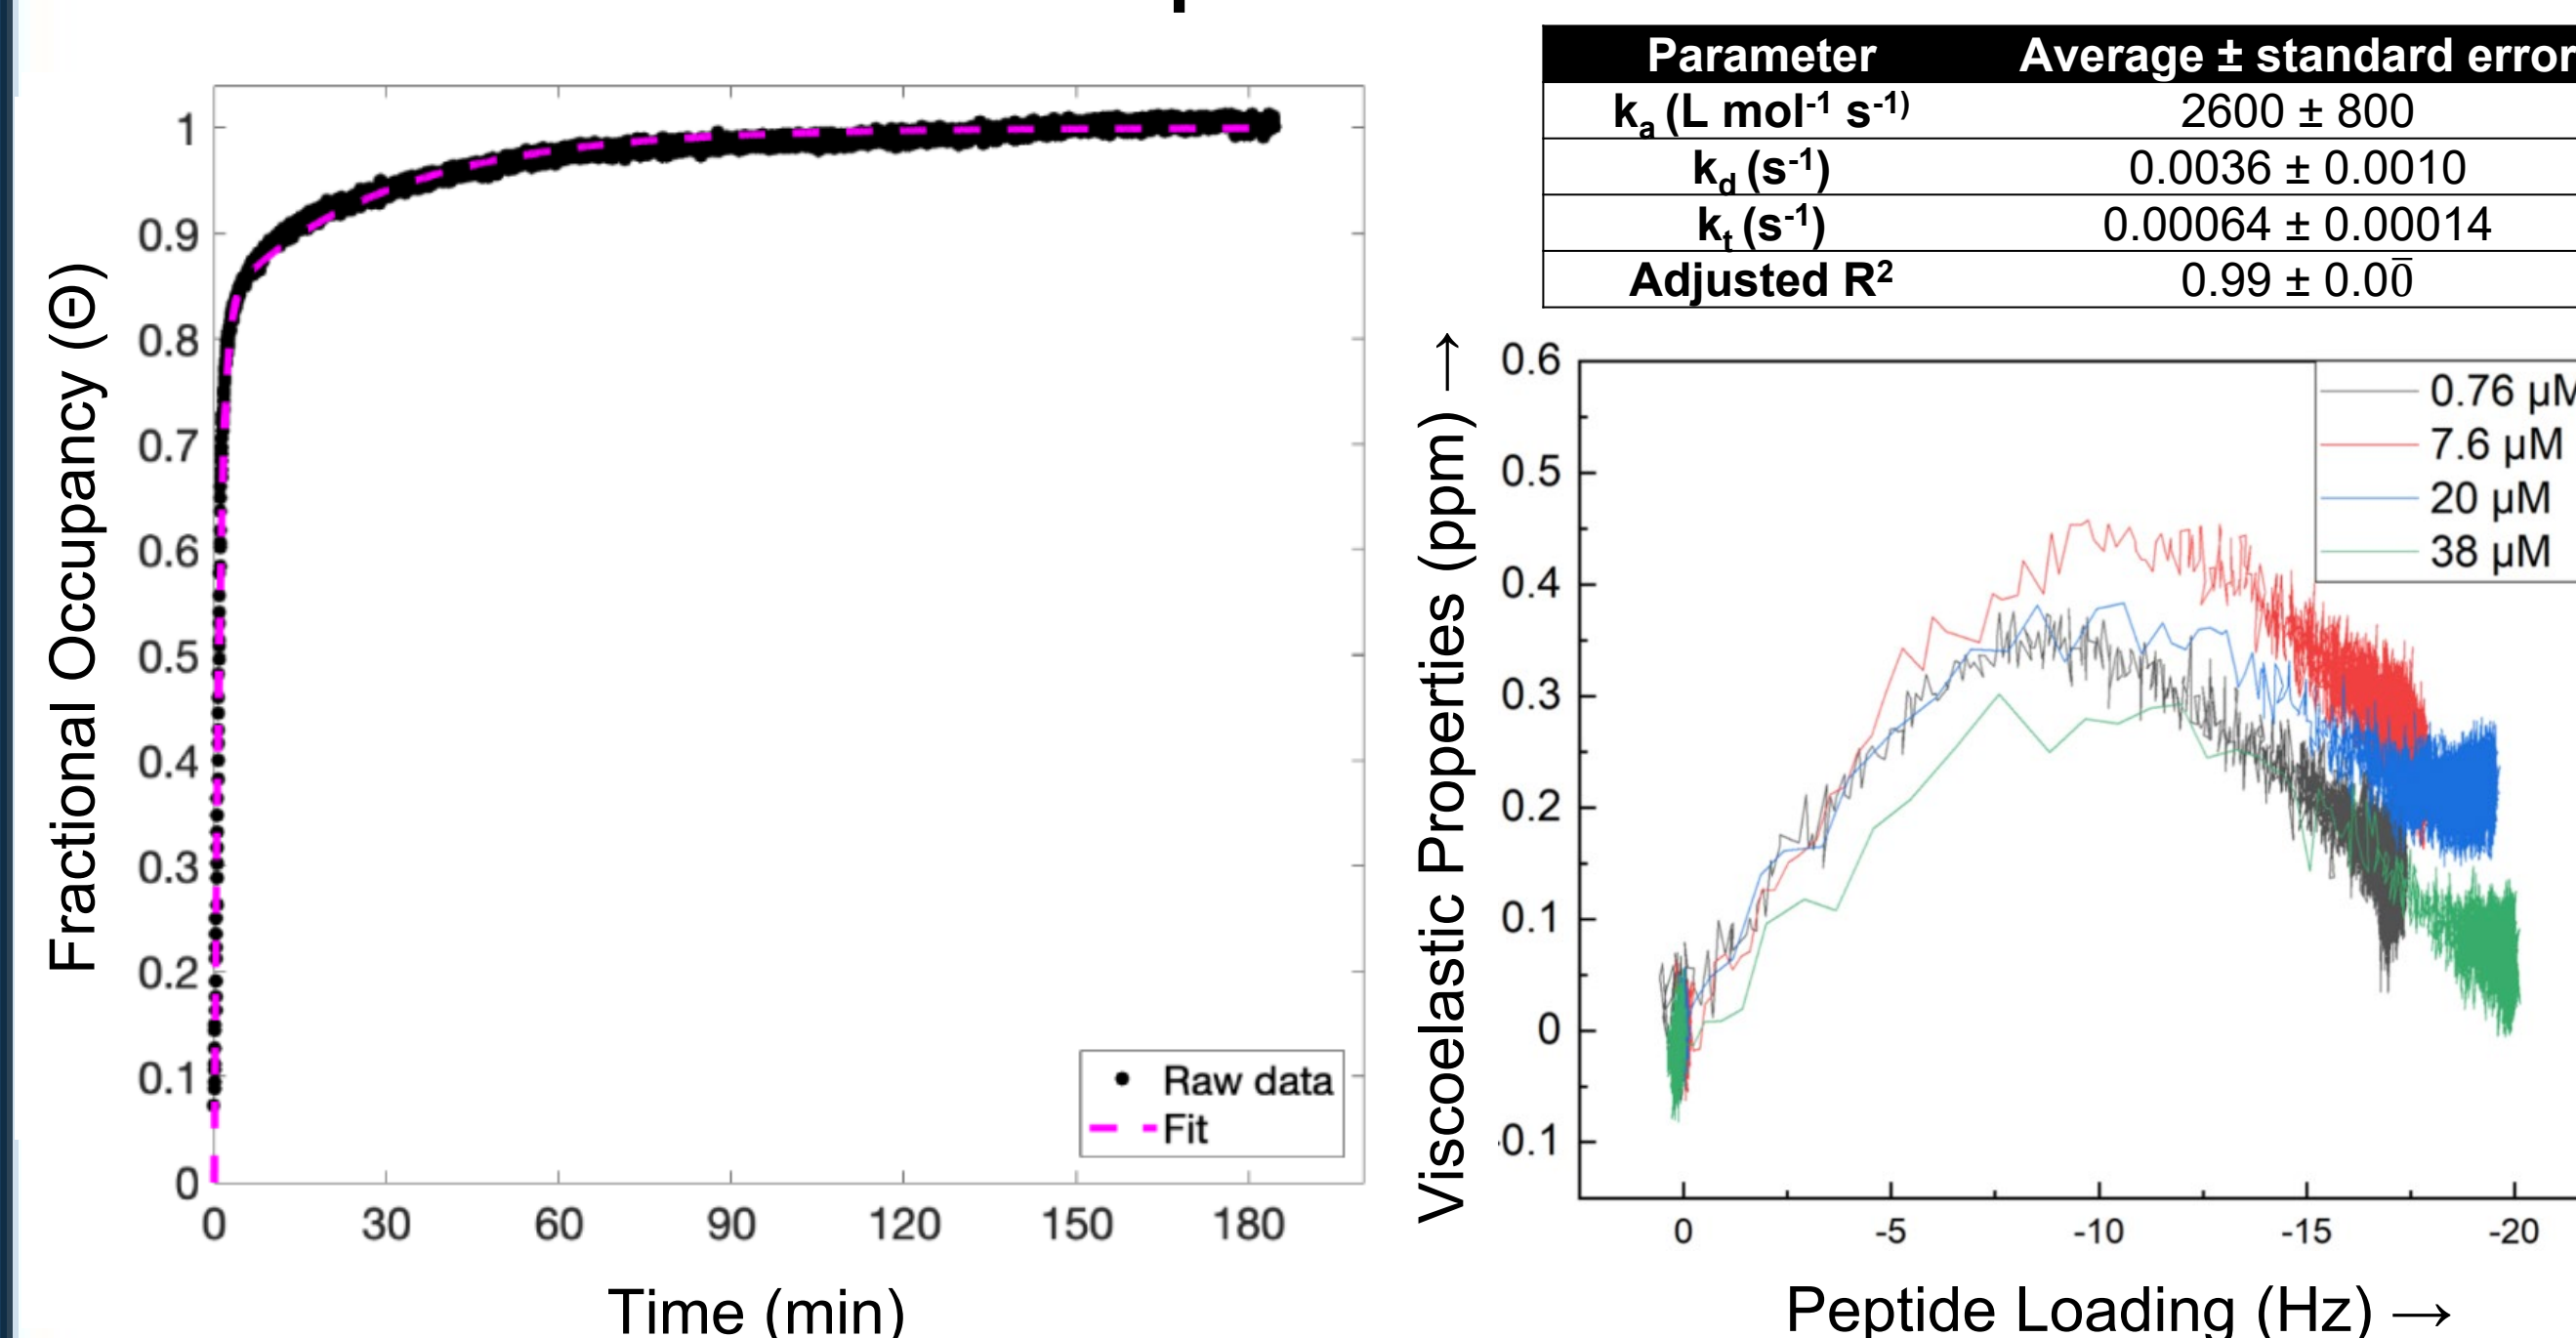 Parameter Average ± standard error
kₐ (L mol⁻¹ s⁻¹) 2600 ± 800
k_d (s⁻¹) 0.0036 ± 0.0010
kₜ (s⁻¹) 0.00064 ± 0.00014
Adjusted R² 0.99 ± 0.00̅
Fractional Occupancy (Θ)
1
0.9
0.8
0.7
0.6
0.5
0.4
0.3
0.2
0.1
0
Raw data
Fit
0 30 60 90 120 150 180
Time (min)
Viscoelastic Properties (ppm) →
0.6
0.5
0.4
0.3
0.2
0.1
0
0.1
0.76 μM
7.6 μM
20 μM
38 μM
0 -5 -10 -15 -20
Peptide Loading (Hz) →